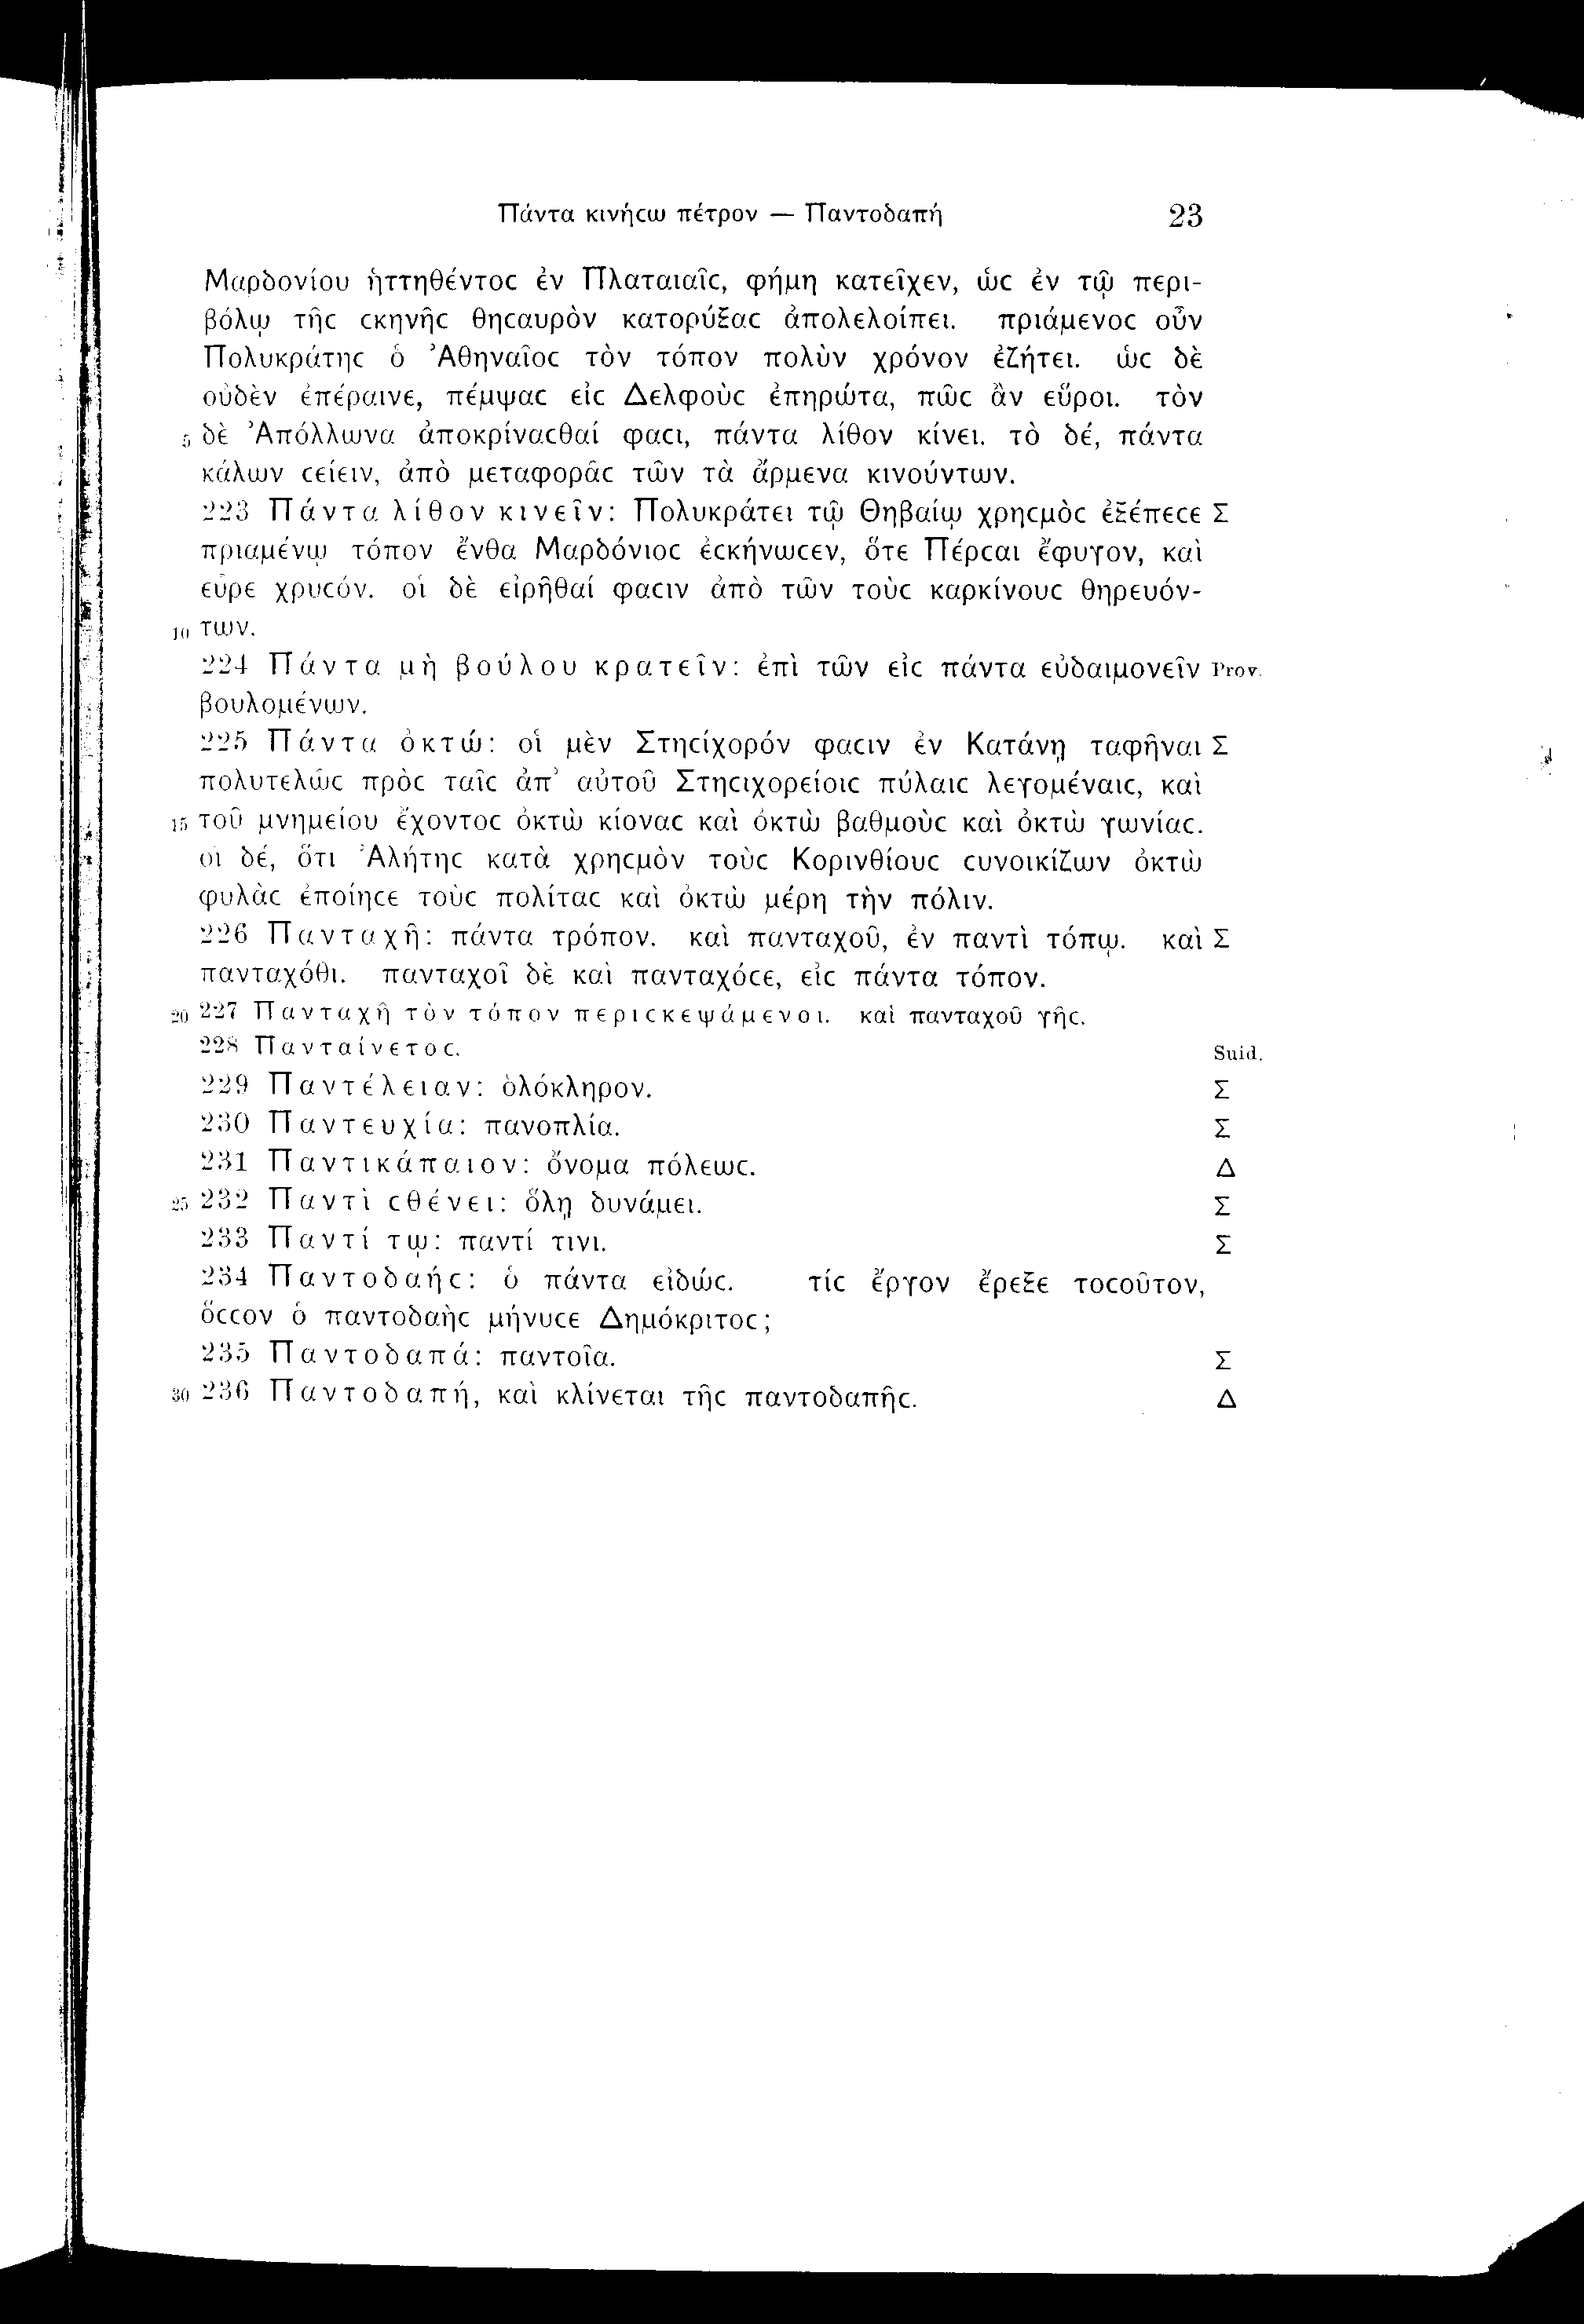 Πάντα κινήϲω πέτρον — Παντοδαπή 23
Μαρδονίου ἡττηθέντοϲ ἐν Πλαταιαῖϲ, φήμη κατεῖχεν, ὡϲ ἐν τῷ περι-
βόλῳ τῆϲ ϲκηνῆϲ θηϲαυρὸν κατορύξαϲ ἀπολελοίπει. πριάμενοϲ οὖν
Πολυκράτηϲ ὁ Ἀθηναῖοϲ τὸν τόπον πολὺν χρόνον ἐζήτει. ὡϲ δὲ
οὐδὲν ἐπέραινε, πέμψαϲ εἰϲ Δελφοὺϲ ἐπηρώτα, πῶϲ ἂν εὕροι. τὸν
5 δὲ Ἀπόλλωνα ἀποκρίναϲθαί φαϲι, πάντα λίθον κίνει. τὸ δέ, πάντα
κάλων ϲείειν, ἀπὸ μεταφορᾶϲ τῶν τὰ ἄρμενα κινούντων.
223 Πάντα λίθον κινεῖν: Πολυκράτει τῷ Θηβαίῳ χρηϲμὸϲ ἐξέπεϲε Σ
πριαμένῳ τόπον ἔνθα Μαρδόνιοϲ ἐϲκήνωϲεν, ὅτε Πέρϲαι ἔφυγον, καὶ
εὗρε χρυϲόν. οἱ δὲ εἰρῆθαί φαϲιν ἀπὸ τῶν τοὺϲ καρκίνουϲ θηρευόν-
10 των.
224 Πάντα μὴ βούλου κρατεῖν: ἐπὶ τῶν εἰϲ πάντα εὐδαιμονεῖν Prov.
βουλομένων.
225 Πάντα ὀκτώ: οἱ μὲν Στηϲίχορόν φαϲιν ἐν Κατάνῃ ταφῆναι Σ
πολυτελῶϲ πρὸϲ ταῖϲ ἀπ᾽ αὐτοῦ Στηϲιχορείοιϲ πύλαιϲ λεγομέναιϲ, καὶ
15 τοῦ μνημείου ἔχοντοϲ ὀκτὼ κίοναϲ καὶ ὀκτὼ βαθμοὺϲ καὶ ὀκτὼ γωνίαϲ.
οἱ δέ, ὅτι Ἀλήτηϲ κατὰ χρηϲμὸν τοὺϲ Κορινθίουϲ ϲυνοικίζων ὀκτὼ
φυλὰϲ ἐποίηϲε τοὺϲ πολίταϲ καὶ ὀκτὼ μέρη τὴν πόλιν.
226 Πανταχῆ: πάντα τρόπον. καὶ πανταχοῦ, ἐν παντὶ τόπῳ. καὶ Σ
πανταχόθι. πανταχοῖ δὲ καὶ πανταχόϲε, εἰϲ πάντα τόπον.
20 227 Πανταχῆ τὸν τόπον περιϲκεψάμενοι. καὶ πανταχοῦ γῆϲ.
228 Πανταίνετοϲ. Suid.
229 Παντέλειαν: ὁλόκληρον. Σ
230 Παντευχία: πανοπλία. Σ
231 Παντικάπαιον: ὄνομα πόλεωϲ. Δ
25 232 Παντὶ ϲθένει: ὅλῃ δυνάμει. Σ
233 Παντί τῳ: παντί τινι. Σ
234 Παντοδαήϲ: ὁ πάντα εἰδώϲ. τίϲ ἔργον ἔρεξε τοϲοῦτον,
ὅϲϲον ὁ παντοδαὴϲ μήνυϲε Δημόκριτοϲ;
235 Παντοδαπά: παντοῖα. Σ
30 236 Παντοδαπή, καὶ κλίνεται τῆϲ παντοδαπῆϲ. Δ